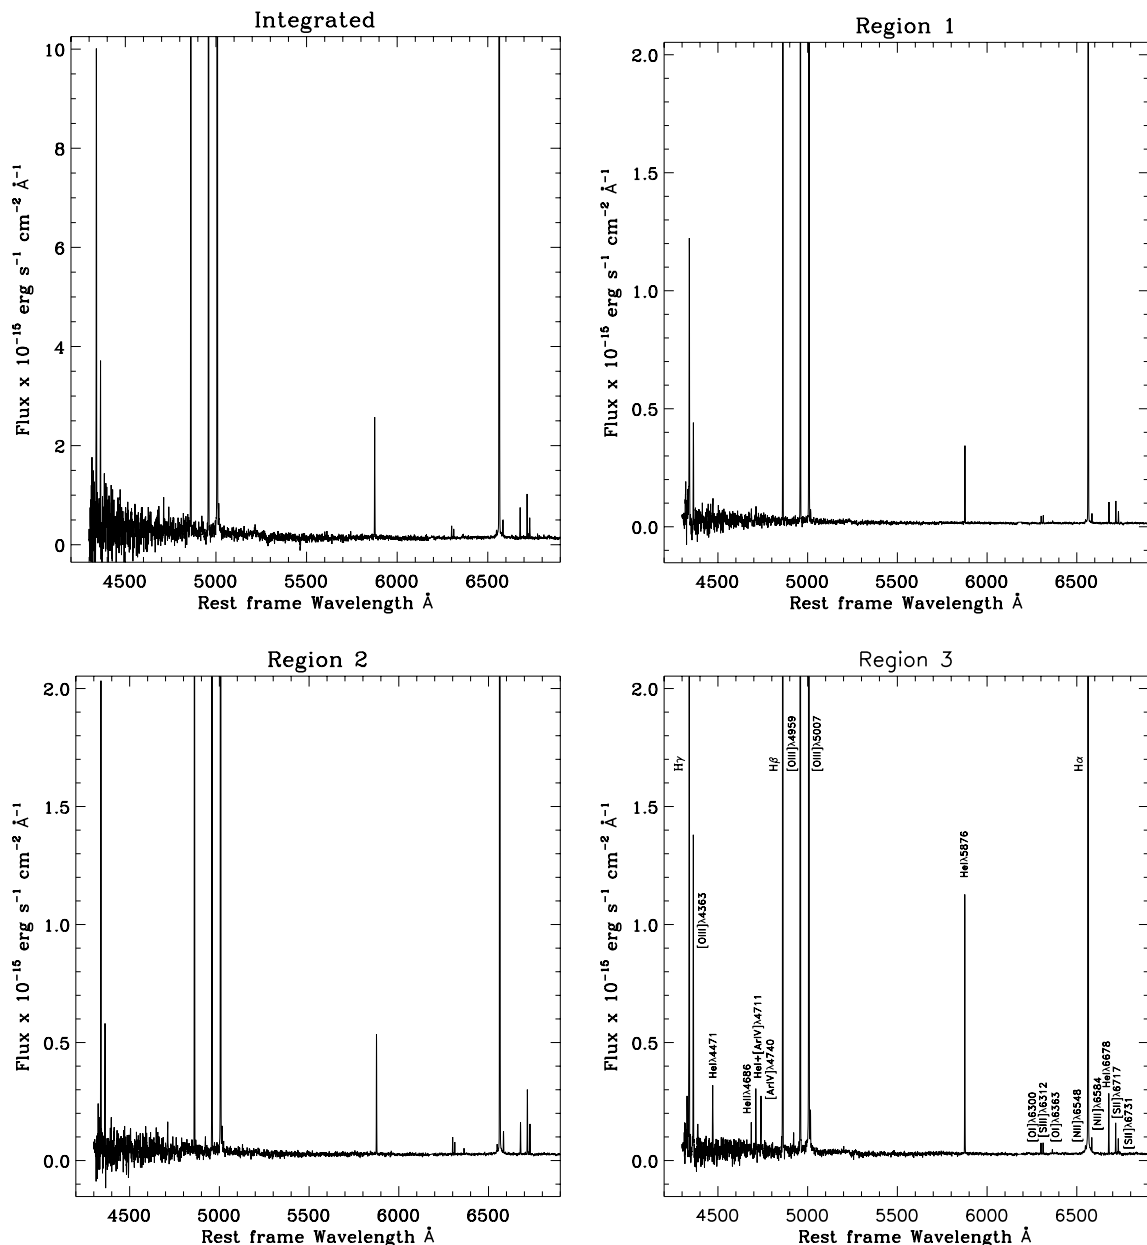 Integrated
10
8
6
4
2
0
4500 5000 5500 6000 6500
Rest frame Wavelength Å
Flux x 10⁻¹⁵ erg s⁻¹ cm⁻² Å⁻¹
Region 1
2.0
1.5
1.0
0.5
0.0
4500 5000 5500 6000 6500
Rest frame Wavelength Å
Flux x 10⁻¹⁵ erg s⁻¹ cm⁻² Å⁻¹
Region 2
2.0
1.5
1.0
0.5
0.0
4500 5000 5500 6000 6500
Rest frame Wavelength Å
Flux x 10⁻¹⁵ erg s⁻¹ cm⁻² Å⁻¹
Region 3
2.0
1.5
1.0
0.5
0.0
Hγ
[OIII]λ4363
HeIλ4471
HeIIλ4686
HeI+[ArIV]λ4711
[ArIV]λ4740
Hβ
[OIII]λ4959
[OIII]λ5007
HeIλ5876
[OI]λ6300
[SIII]λ6312
[OI]λ6363
[NII]λ6548
Hα
[NII]λ6584
HeIλ6678
[SII]λ6717
[SII]λ6731
4500 5000 5500 6000 6500
Rest frame Wavelength Å
Flux x 10⁻¹⁵ erg s⁻¹ cm⁻² Å⁻¹